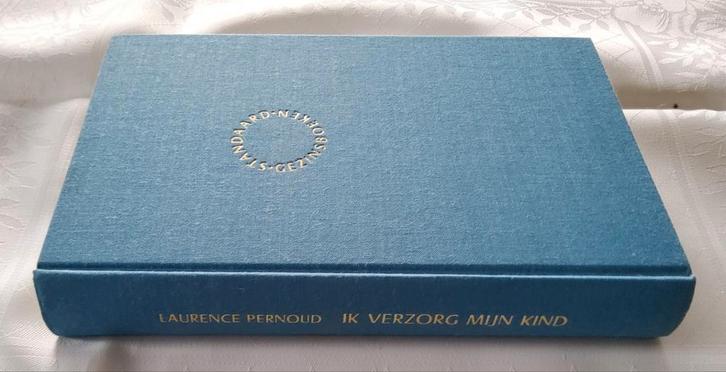 STANDAARD·GEZINSBOEKEN·
LAURENCE PERNOUD IK VERZORG MIJN KIND